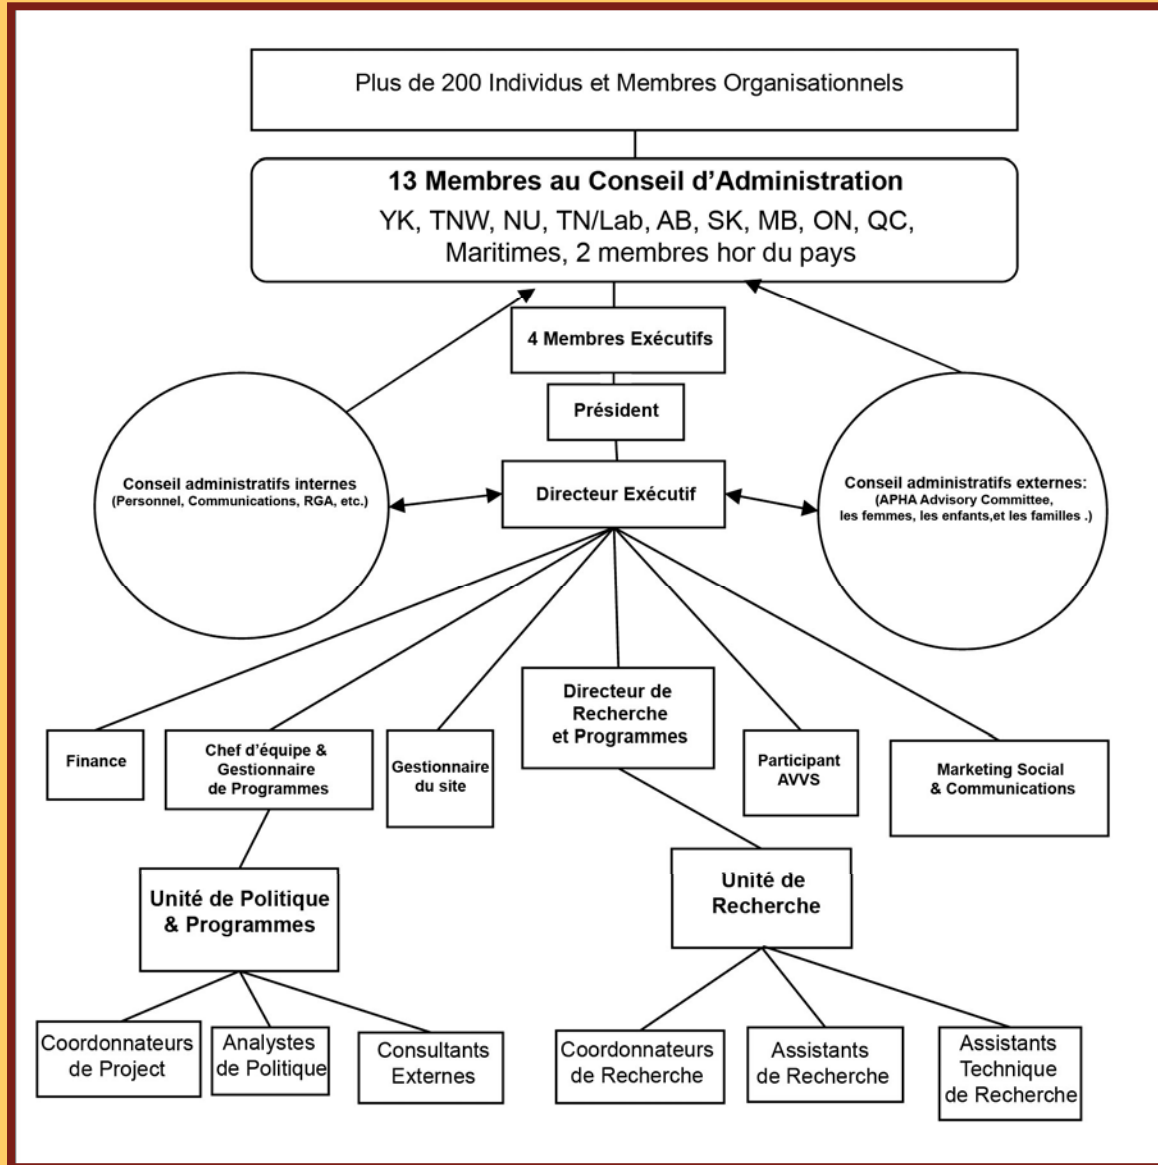 Plus de 200 Individus et Membres Organisationnels
13 Membres au Conseil d'Administration
YK, TNW, NU, TN/Lab, AB, SK, MB, ON, QC,
Maritimes, 2 membres hor du pays
4 Membres Exécutifs
Président
Conseil administratifs internes
(Personnel, Communications, RGA, etc.)
Directeur Exécutif
Conseil administratifs externes:
(APHA Advisory Committee,
les femmes, les enfants,et les familles .)
Finance
Chef d'équipe &
Gestionnaire
de Programmes
Gestionnaire
du site
Directeur de
Recherche
et Programmes
Participant
AVVS
Marketing Social
& Communications
Unité de Politique
& Programmes
Unité de
Recherche
Coordonnateurs
de Project
Analystes
de Politique
Consultants
Externes
Coordonnateurs
de Recherche
Assistants
de Recherche
Assistants
Technique
de Recherche